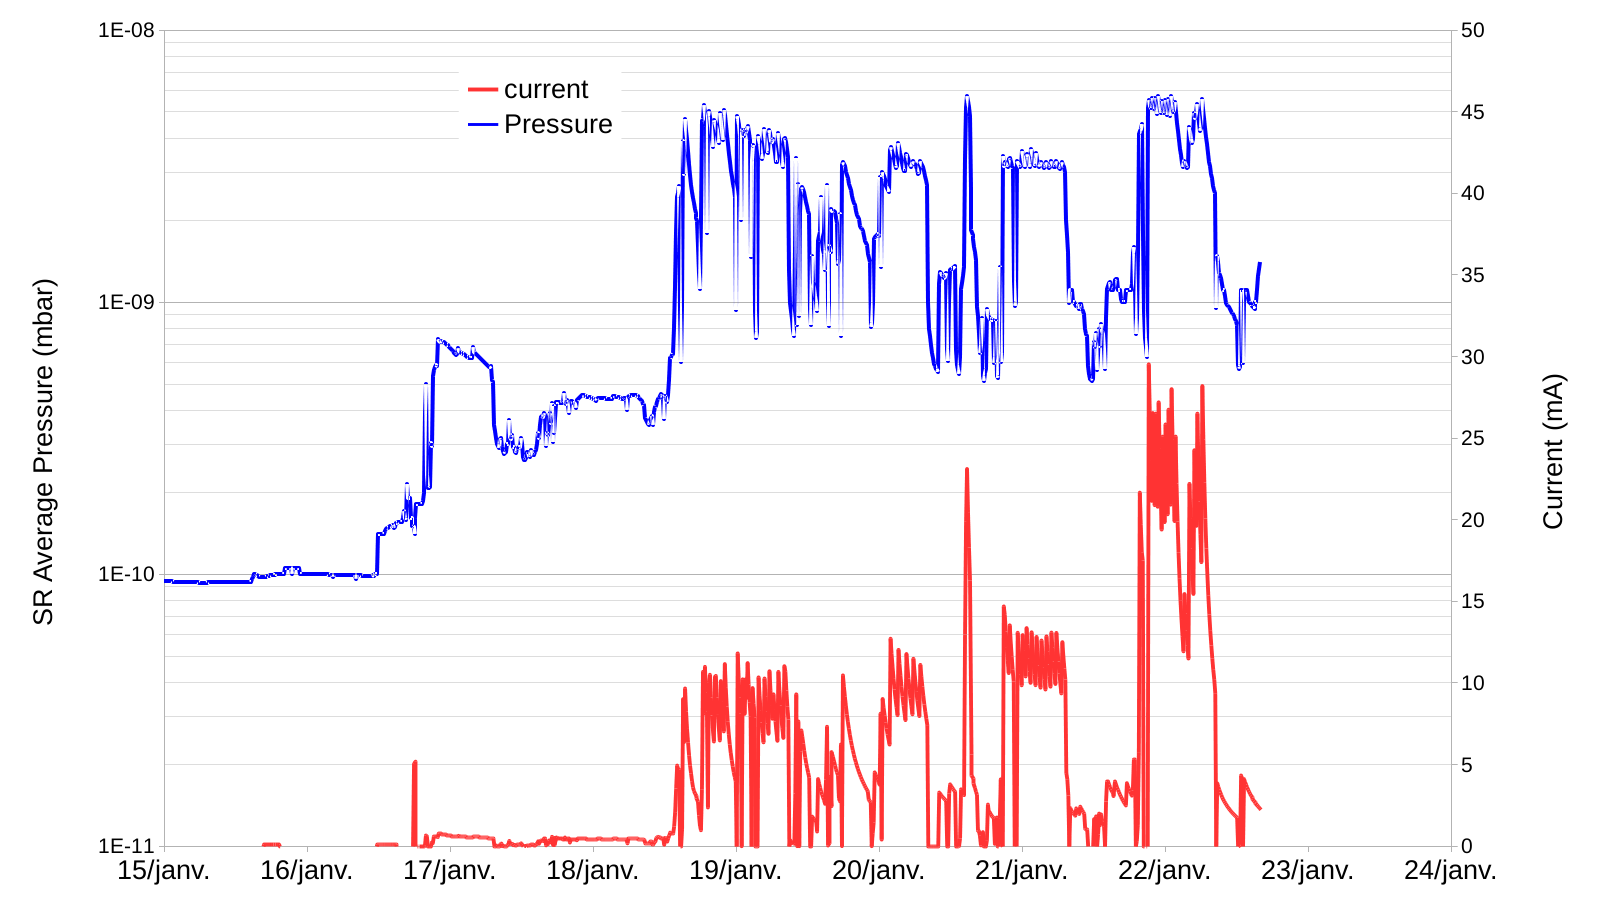 1E-08
1E-09
1E-10
1E-11
SR Average Pressure (mbar)
current
Pressure
50
45
40
35
30
25
20
15
10
5
0
Current (mA)
15/janv. 16/janv. 17/janv. 18/janv. 19/janv. 20/janv. 21/janv. 22/janv. 23/janv. 24/janv.